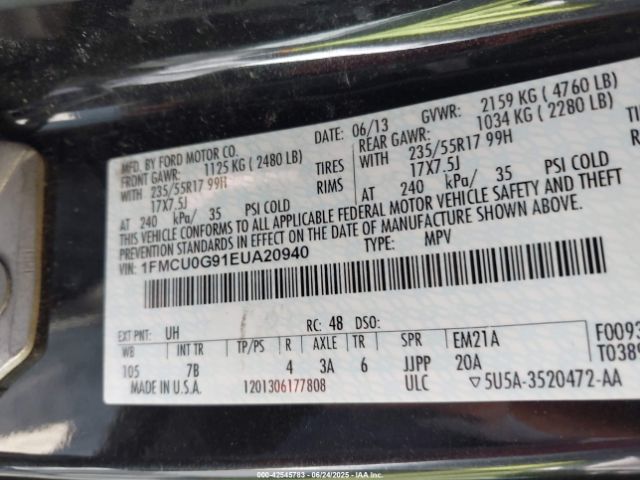 MFD. BY FORD MOTOR CO. DATE: 06/13 GVWR: 2159 KG ( 4760 LB)
FRONT GAWR: 1125 KG ( 2480 LB) REAR GAWR: 1034 KG ( 2280 LB)
WITH 235/55R17 99H TIRES WITH 235/55R17 99H TI
17X7.5J RIMS 17X7.5J RI
AT 240 kPa/ 35 PSI COLD AT 240 kPa/ 35 PSI COLD
THIS VEHICLE CONFORMS TO ALL APPLICABLE FEDERAL MOTOR VEHICLE SAFETY AND THEFT
PREVENTION STANDARDS IN EFFECT ON THE DATE OF MANUFACTURE SHOWN ABOVE.
VIN: 1FMCU0G91EUA20940 TYPE: MPV
EXT PNT: UH RC: 48 DSO:
WB INT TR TP/PS R AXLE TR SPR EM21A F0093
105 7B 4 3A 6 JJPP 20A T0389
MADE IN U.S.A. 1201306177808 ULC 5U5A-3520472-AA
000-42545783 - 06/24/2025 - IAA Inc.